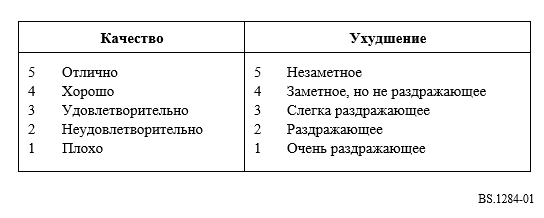 Качество Ухудшение
5 Отлично 5 Незаметное
4 Хорошо 4 Заметное, но не раздражающее
3 Удовлетворительно 3 Слегка раздражающее
2 Неудовлетворительно 2 Раздражающее
1 Плохо 1 Очень раздражающее
BS.1284-01